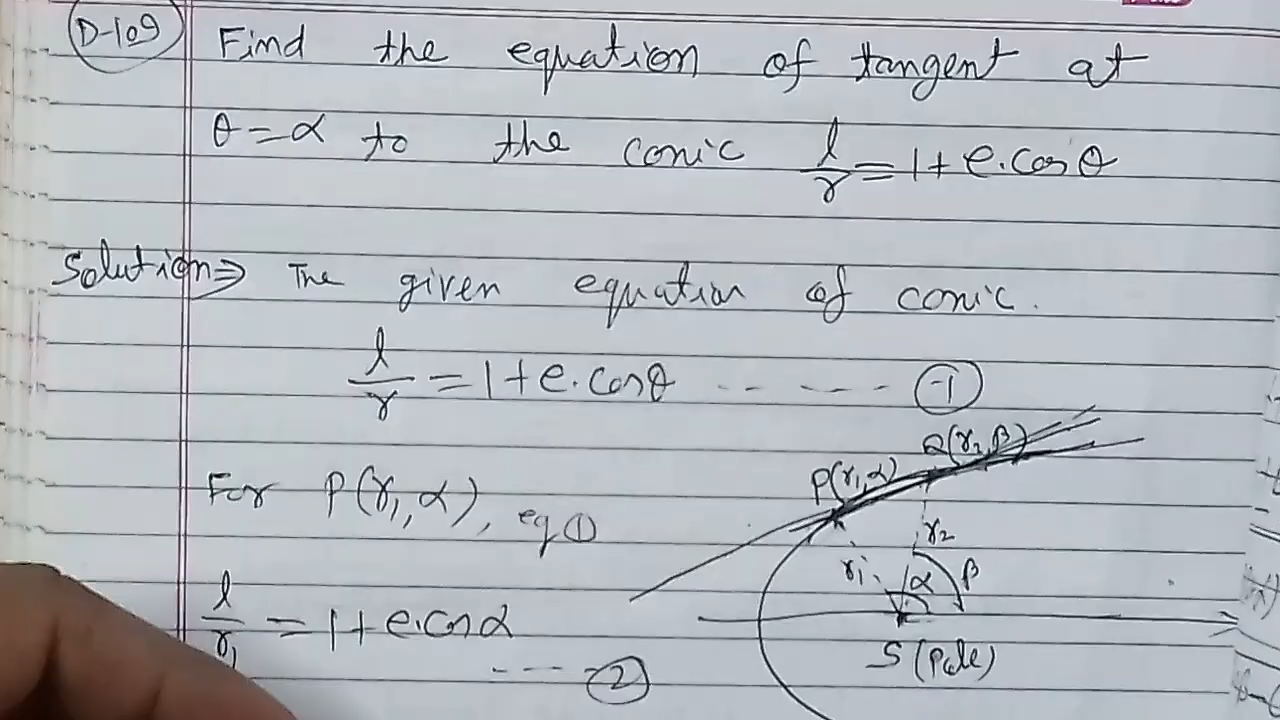 D-109 Find the equation of tangent at
θ=α to the conic l/r = 1+e.cosθ
Solution⇒ The given equation of conic.
l/r = 1+e.cosθ - - - - - - ①
For P(r₁,α), eq ①
l/r₁ = 1+e.cosα
- - - - ②
P(r₁,α) Q(r₂,β)
r₂
r₁ α β
S (Pole)